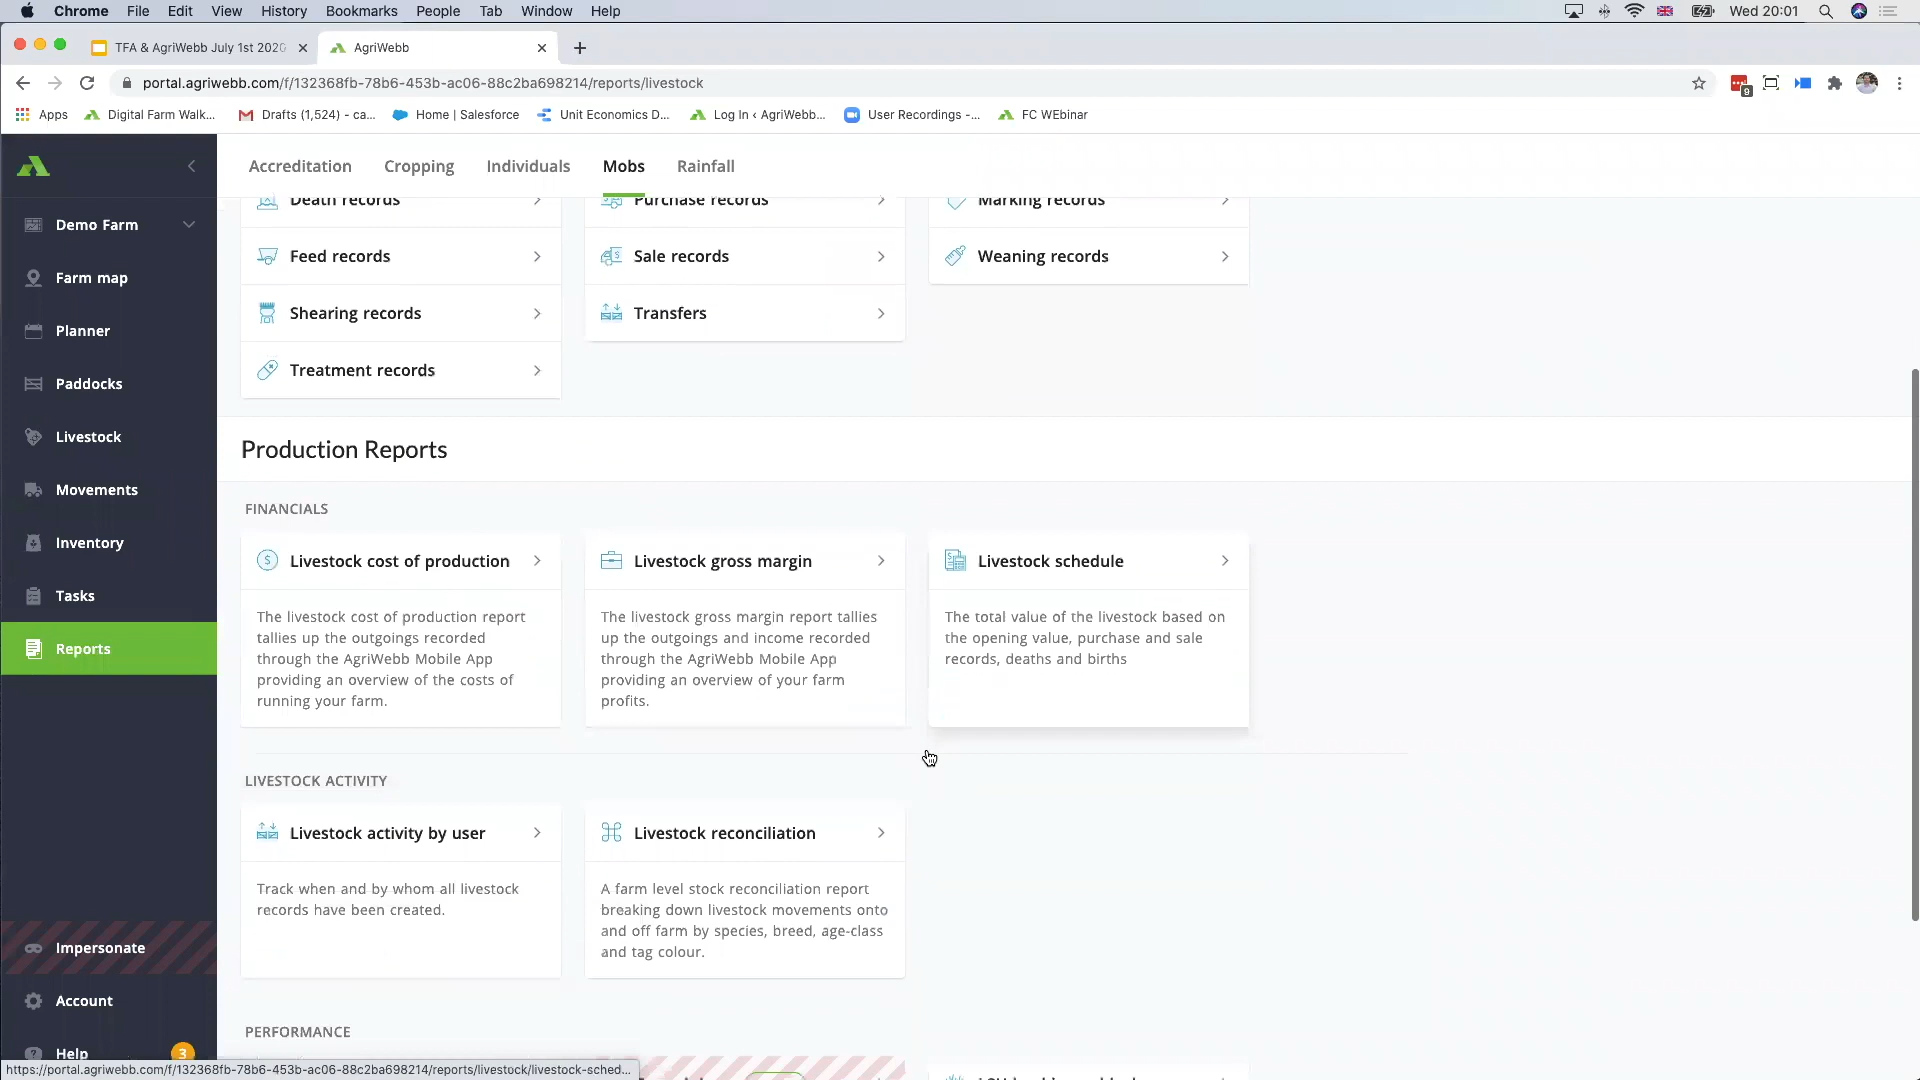 Chrome File Edit View History Bookmarks People Tab Window Help Wed 20:01
TFA & AgriWebb July 1st 2020 AgriWebb
portal.agriwebb.com/f/132368fb-78b6-453b-ac06-88c2ba698214/reports/livestock 9
Apps Digital Farm Walk... Drafts (1,524) - ca... Home | Salesforce Unit Economics D... Log In ‹ AgriWebb... User Recordings -... FC WEbinar
Accreditation Cropping Individuals Mobs Rainfall
Demo Farm
Farm map
Planner
Paddocks
Livestock
Movements
Inventory
Tasks
Reports
Impersonate
Account
Help 3
Death records Purchase records Marking records
Feed records Sale records Weaning records
Shearing records Transfers
Treatment records
Production Reports
FINANCIALS
Livestock cost of production
The livestock cost of production report
tallies up the outgoings recorded
through the AgriWebb Mobile App
providing an overview of the costs of
running your farm.
Livestock gross margin
The livestock gross margin report tallies
up the outgoings and income recorded
through the AgriWebb Mobile App
providing an overview of your farm
profits.
Livestock schedule
The total value of the livestock based on
the opening value, purchase and sale
records, deaths and births
LIVESTOCK ACTIVITY
Livestock activity by user
Track when and by whom all livestock
records have been created.
Livestock reconciliation
A farm level stock reconciliation report
breaking down livestock movements onto
and off farm by species, breed, age-class
and tag colour.
PERFORMANCE
https://portal.agriwebb.com/f/132368fb-78b6-453b-ac06-88c2ba698214/reports/livestock/livestock-sched...